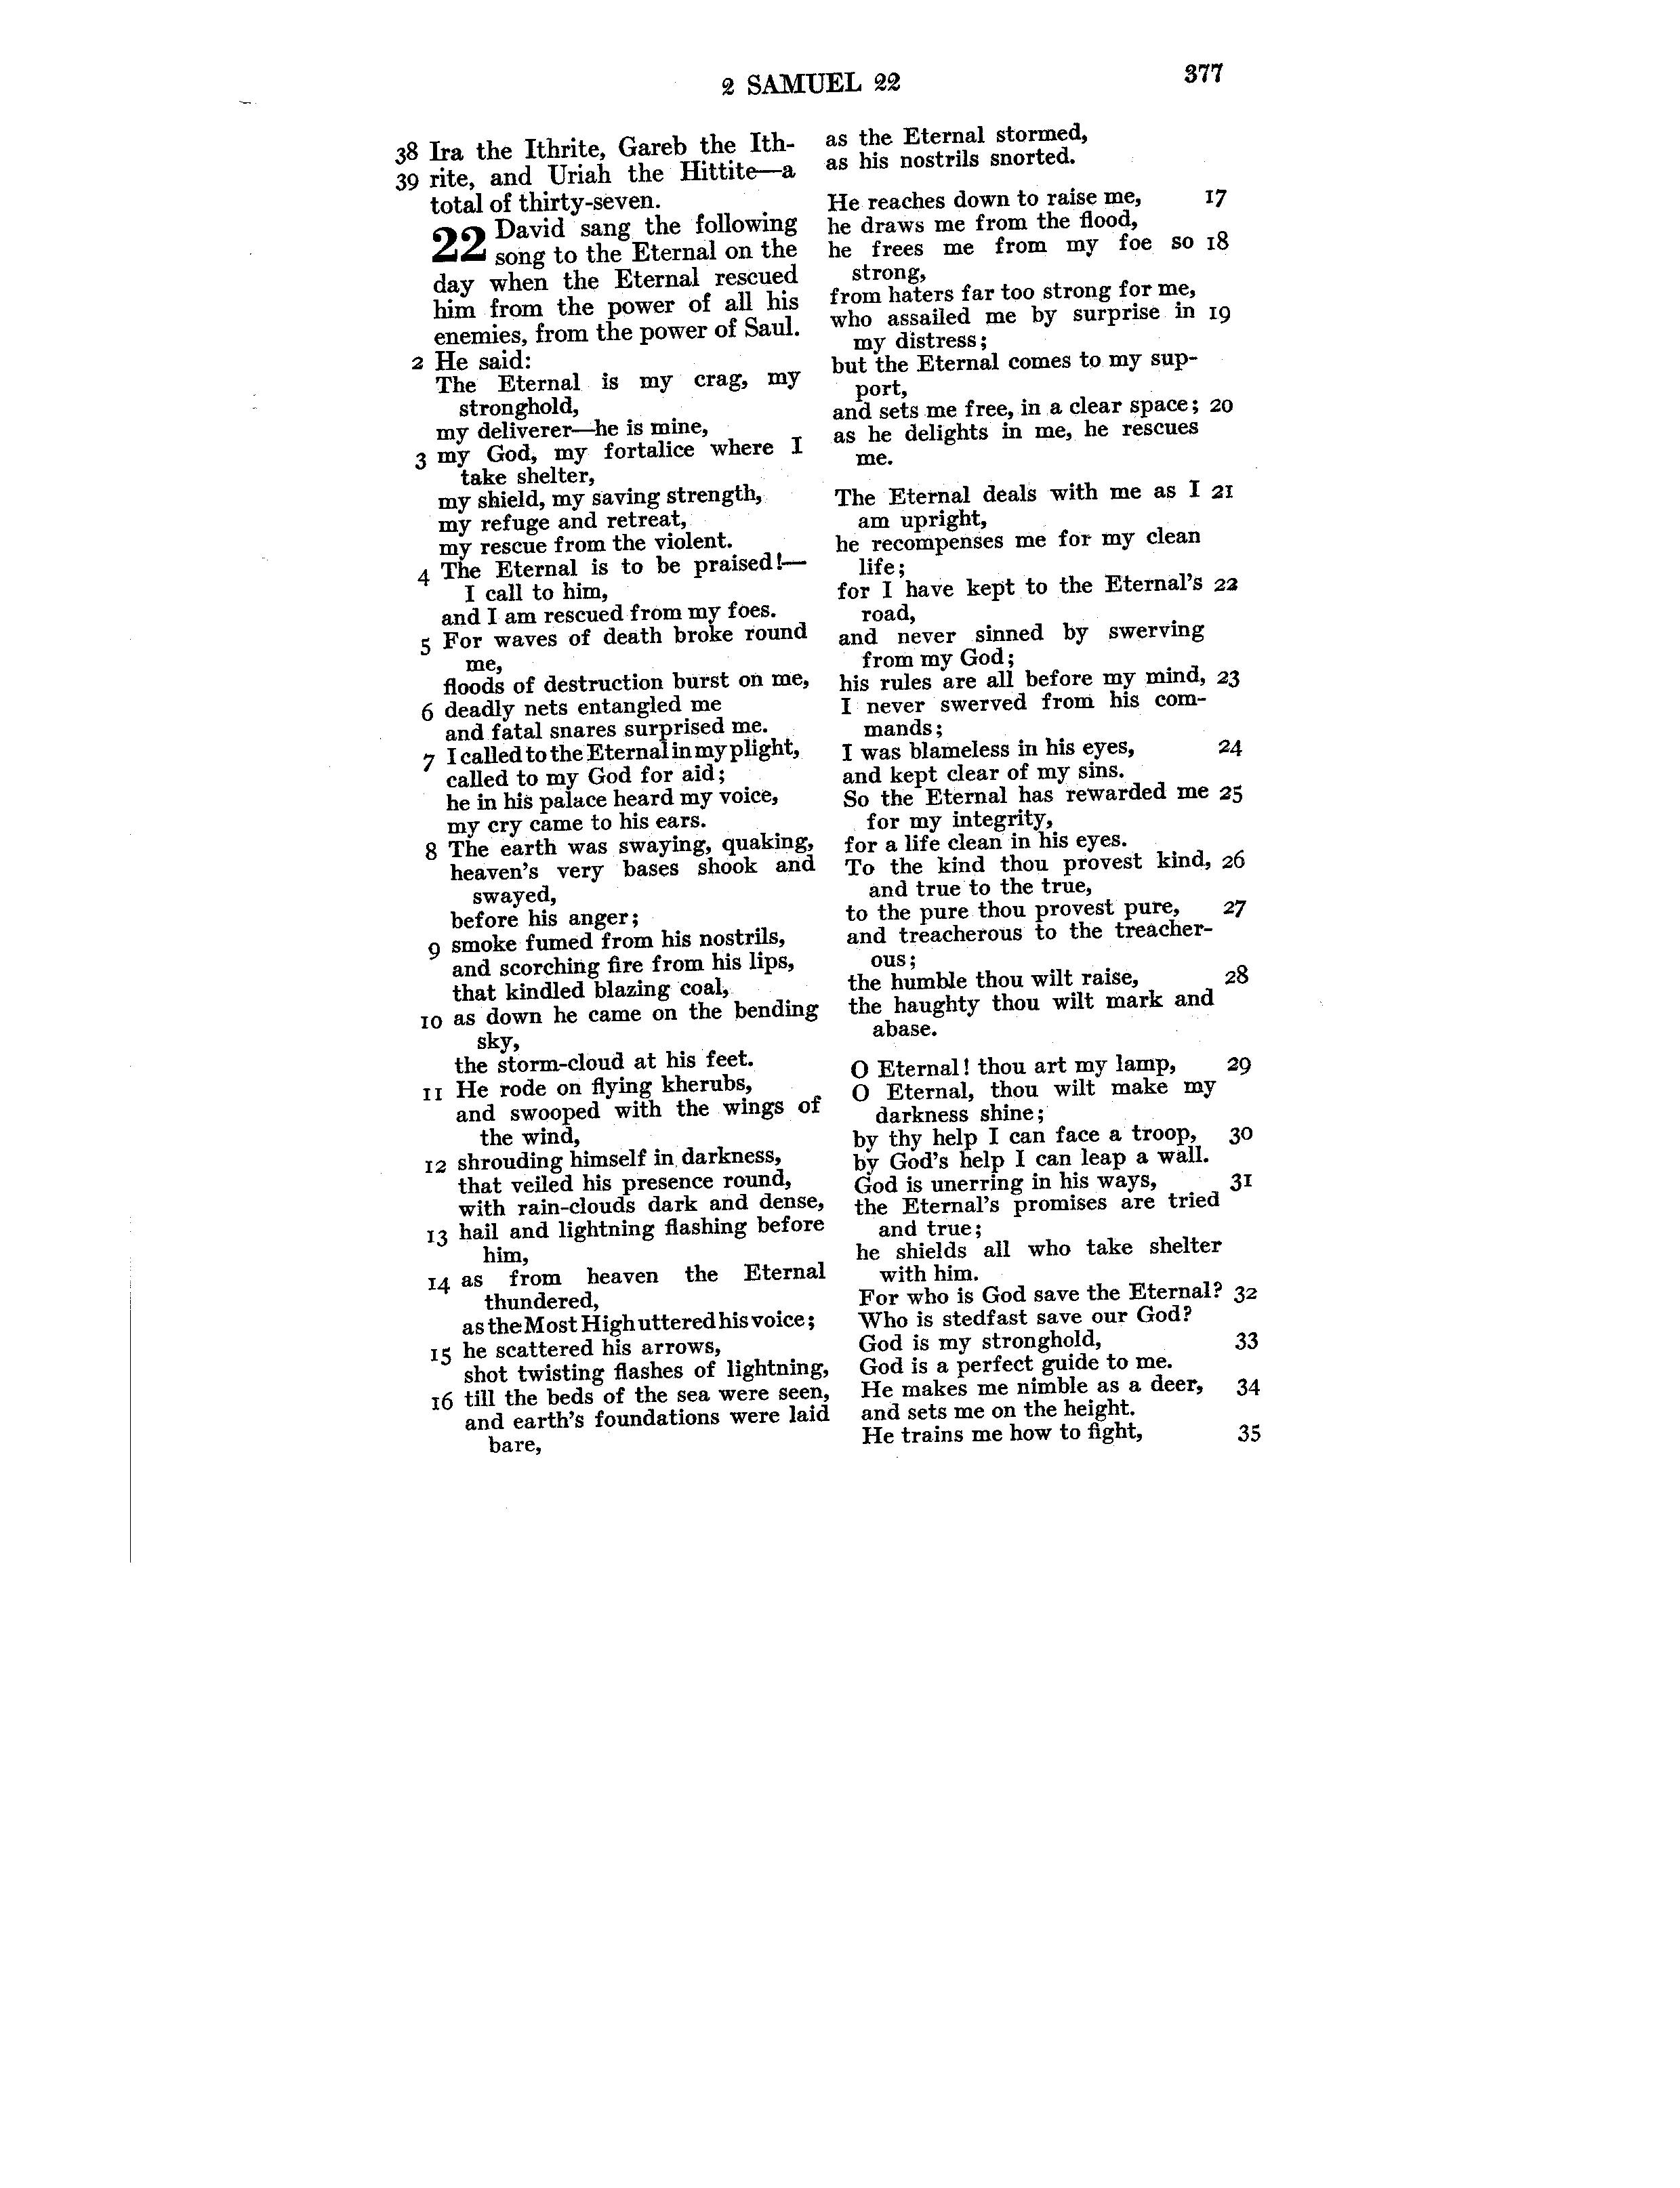 2 SAMUEL 22
377
38 Ira the Ithrite, Gareb the Ith-
39 rite, and Uriah the Hittite—a
total of thirty-seven.
22 David sang the following
song to the Eternal on the
day when the Eternal rescued
him from the power of all his
enemies, from the power of Saul.
2 He said:
The Eternal is my crag, my
stronghold,
my deliverer—he is mine,
3 my God, my fortalice where I
take shelter,
my shield, my saving strength,
my refuge and retreat,
my rescue from the violent.
4 The Eternal is to be praised!—
I call to him,
and I am rescued from my foes.
5 For waves of death broke round
me,
floods of destruction burst on me,
6 deadly nets entangled me
and fatal snares surprised me.
7 I called to the Eternal in my plight,
called to my God for aid;
he in his palace heard my voice,
my cry came to his ears.
8 The earth was swaying, quaking,
heaven's very bases shook and
swayed,
before his anger;
9 smoke fumed from his nostrils,
and scorching fire from his lips,
that kindled blazing coal,
10 as down he came on the bending
sky,
the storm-cloud at his feet.
11 He rode on flying kherubs,
and swooped with the wings of
the wind,
12 shrouding himself in darkness,
that veiled his presence round,
with rain-clouds dark and dense,
13 hail and lightning flashing before
him,
14 as from heaven the Eternal
thundered,
as the Most High uttered his voice;
15 he scattered his arrows,
shot twisting flashes of lightning,
16 till the beds of the sea were seen,
and earth's foundations were laid
bare,
as the Eternal stormed,
as his nostrils snorted.
He reaches down to raise me, 17
he draws me from the flood,
he frees me from my foe so 18
strong,
from haters far too strong for me,
who assailed me by surprise in 19
my distress;
but the Eternal comes to my sup-
port,
and sets me free, in a clear space; 20
as he delights in me, he rescues
me.
The Eternal deals with me as I 21
am upright,
he recompenses me for my clean
life;
for I have kept to the Eternal's 22
road,
and never sinned by swerving
from my God;
his rules are all before my mind, 23
I never swerved from his com-
mands;
I was blameless in his eyes, 24
and kept clear of my sins.
So the Eternal has rewarded me 25
for my integrity,
for a life clean in his eyes.
To the kind thou provest kind, 26
and true to the true,
to the pure thou provest pure, 27
and treacherous to the treacher-
ous;
the humble thou wilt raise, 28
the haughty thou wilt mark and
abase.
O Eternal! thou art my lamp, 29
O Eternal, thou wilt make my
darkness shine;
by thy help I can face a troop, 30
by God's help I can leap a wall.
God is unerring in his ways, 31
the Eternal's promises are tried
and true;
he shields all who take shelter
with him.
For who is God save the Eternal? 32
Who is stedfast save our God?
God is my stronghold, 33
God is a perfect guide to me.
He makes me nimble as a deer, 34
and sets me on the height.
He trains me how to fight, 35